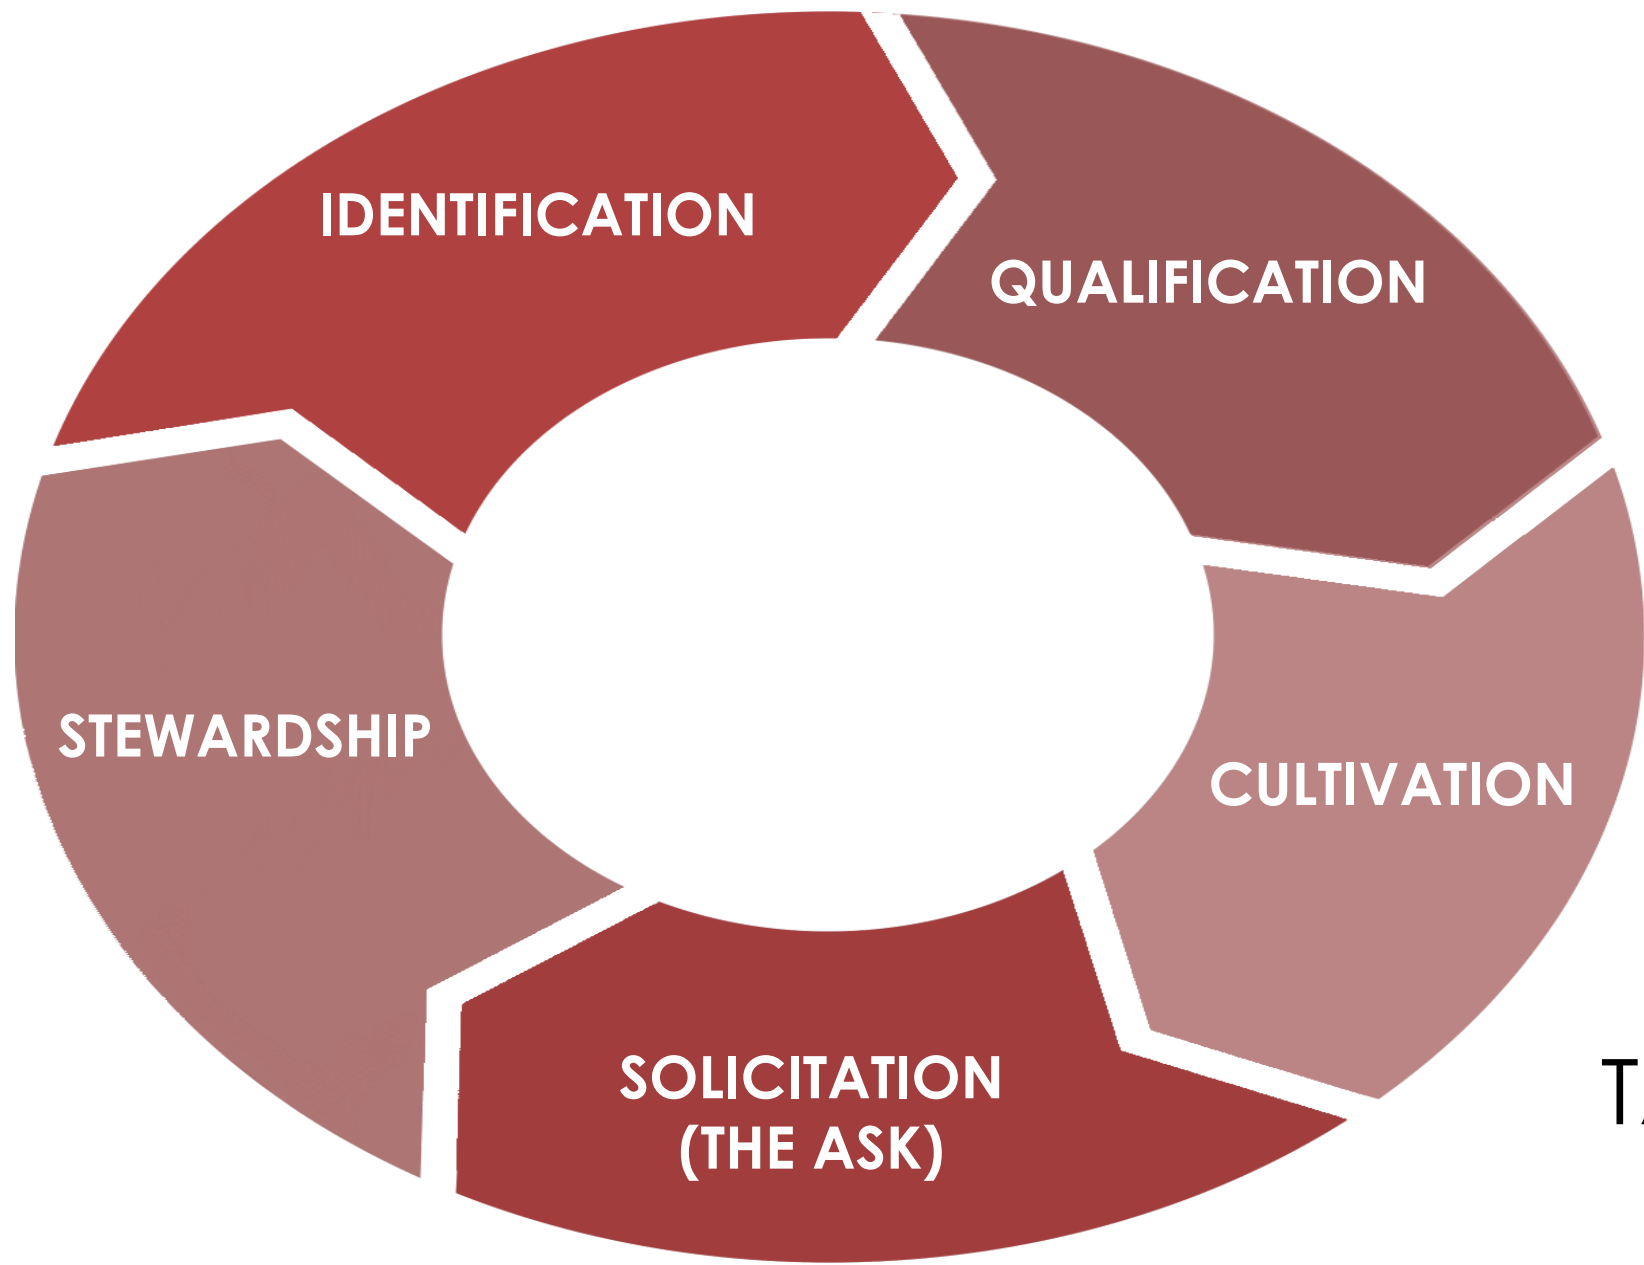 IDENTIFICATION
QUALIFICATION
STEWARDSHIP
CULTIVATION
SOLICITATION
(THE ASK)